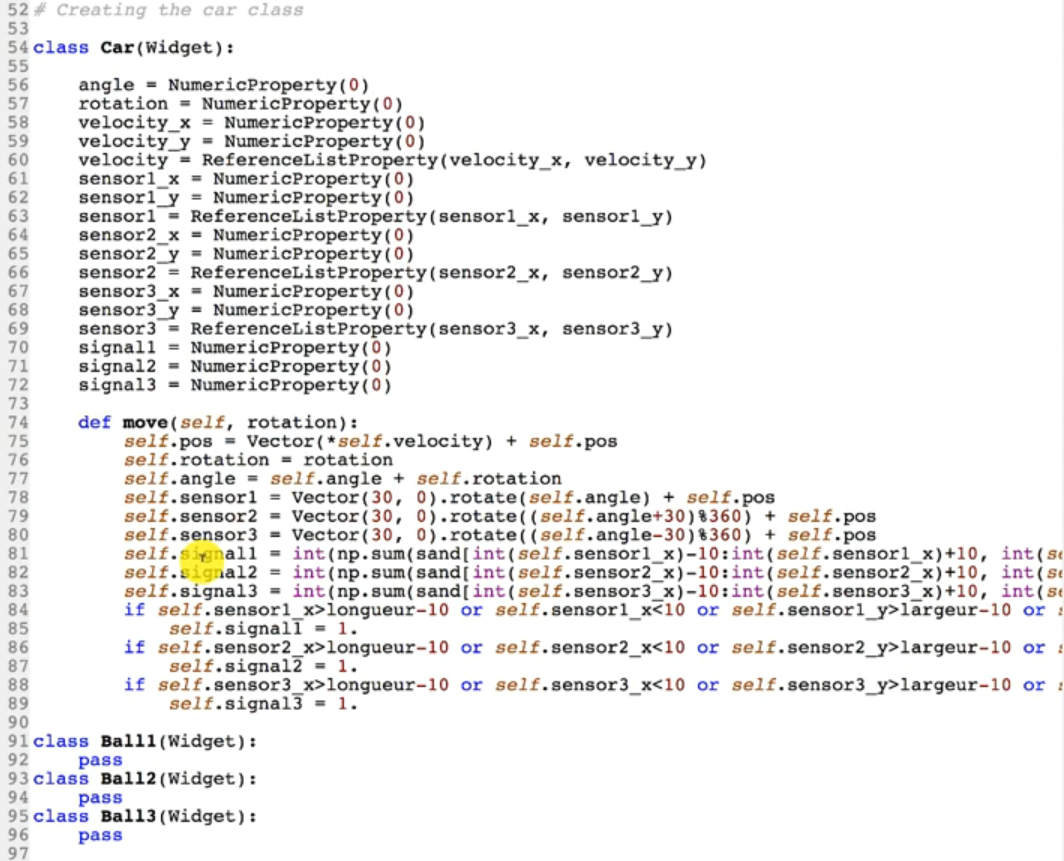 52 # Creating the car class
53
54 class Car(Widget):
55
56     angle = NumericProperty(0)
57     rotation = NumericProperty(0)
58     velocity_x = NumericProperty(0)
59     velocity_y = NumericProperty(0)
60     velocity = ReferenceListProperty(velocity_x, velocity_y)
61     sensor1_x = NumericProperty(0)
62     sensor1_y = NumericProperty(0)
63     sensor1 = ReferenceListProperty(sensor1_x, sensor1_y)
64     sensor2_x = NumericProperty(0)
65     sensor2_y = NumericProperty(0)
66     sensor2 = ReferenceListProperty(sensor2_x, sensor2_y)
67     sensor3_x = NumericProperty(0)
68     sensor3_y = NumericProperty(0)
69     sensor3 = ReferenceListProperty(sensor3_x, sensor3_y)
70     signal1 = NumericProperty(0)
71     signal2 = NumericProperty(0)
72     signal3 = NumericProperty(0)
73
74     def move(self, rotation):
75         self.pos = Vector(*self.velocity) + self.pos
76         self.rotation = rotation
77         self.angle = self.angle + self.rotation
78         self.sensor1 = Vector(30, 0).rotate(self.angle) + self.pos
79         self.sensor2 = Vector(30, 0).rotate((self.angle+30)%360) + self.pos
80         self.sensor3 = Vector(30, 0).rotate((self.angle-30)%360) + self.pos
81         self.signal1 = int(np.sum(sand[int(self.sensor1_x)-10:int(self.sensor1_x)+10, int(
82         self.signal2 = int(np.sum(sand[int(self.sensor2_x)-10:int(self.sensor2_x)+10, int(
83         self.signal3 = int(np.sum(sand[int(self.sensor3_x)-10:int(self.sensor3_x)+10, int(
84         if self.sensor1_x>longueur-10 or self.sensor1_x<10 or self.sensor1_y>largeur-10 or
85             self.signal1 = 1.
86         if self.sensor2_x>longueur-10 or self.sensor2_x<10 or self.sensor2_y>largeur-10 or
87             self.signal2 = 1.
88         if self.sensor3_x>longueur-10 or self.sensor3_x<10 or self.sensor3_y>largeur-10 or
89             self.signal3 = 1.
90
91 class Ball1(Widget):
92     pass
93 class Ball2(Widget):
94     pass
95 class Ball3(Widget):
96     pass
97